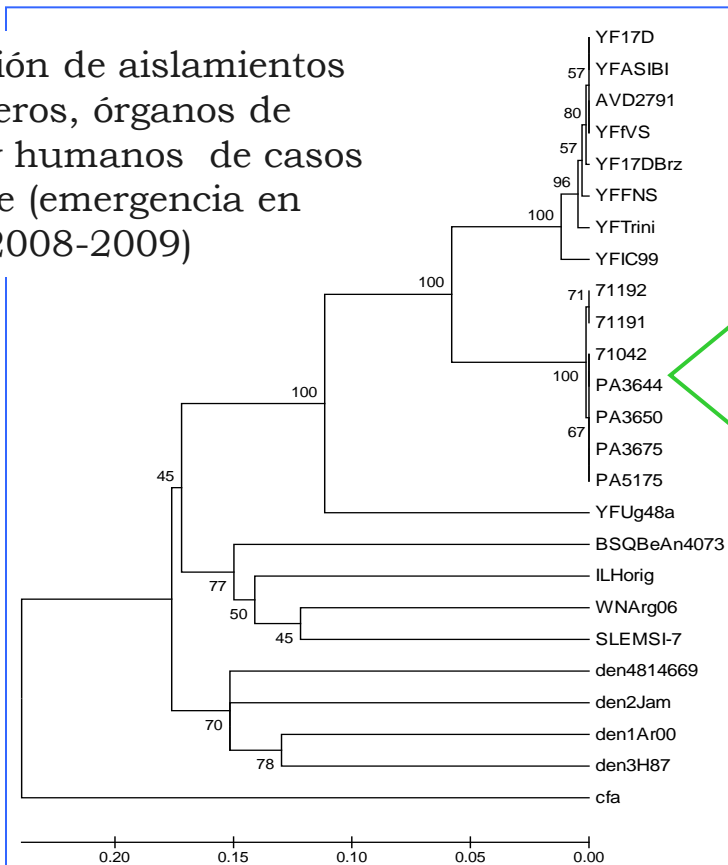 ión de aislamientos
eros, órganos de
humanos de casos
e (emergencia en
2008-2009)
YF17D
57
YFASIBI
AVD2791
80
YFfVS
57
YF17DBrz
96
YFFNS
100
YFTrini
YFIC99
100
71192
71
71191
71042
100
PA3644
PA3650
67
PA3675
PA5175
100
YFUg48a
45
BSQBeAn4073
77
ILHorig
50
WNArg06
45
SLEMSI-7
den4814669
70
den2Jam
den1Ar00
78
den3H87
cfa
0.20 0.15 0.10 0.05 0.00